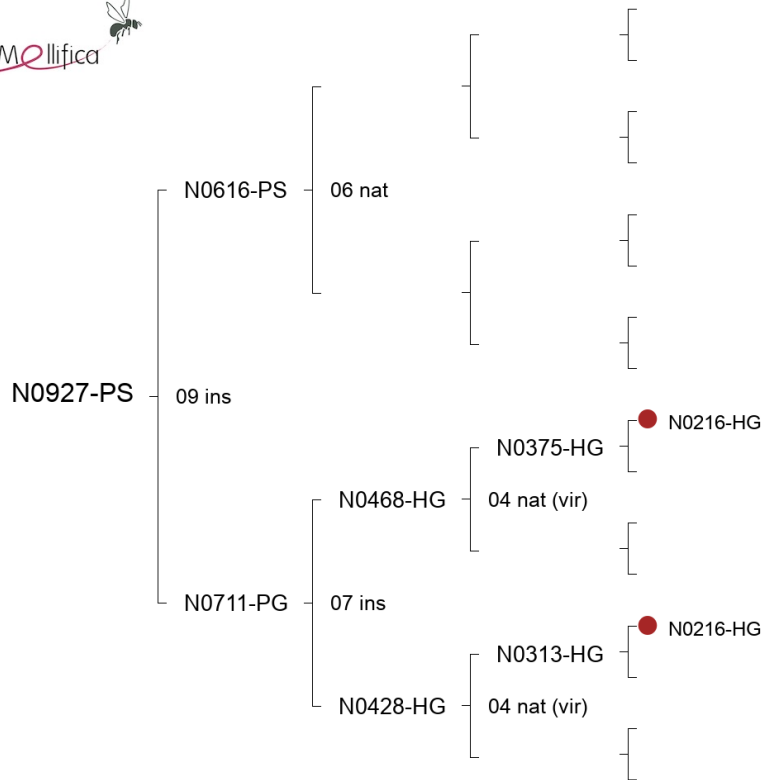 Mellifica
N0616-PS
06 nat
N0927-PS
09 ins
N0216-HG
N0375-HG
N0468-HG
04 nat (vir)
N0711-PG
07 ins
N0216-HG
N0313-HG
N0428-HG
04 nat (vir)